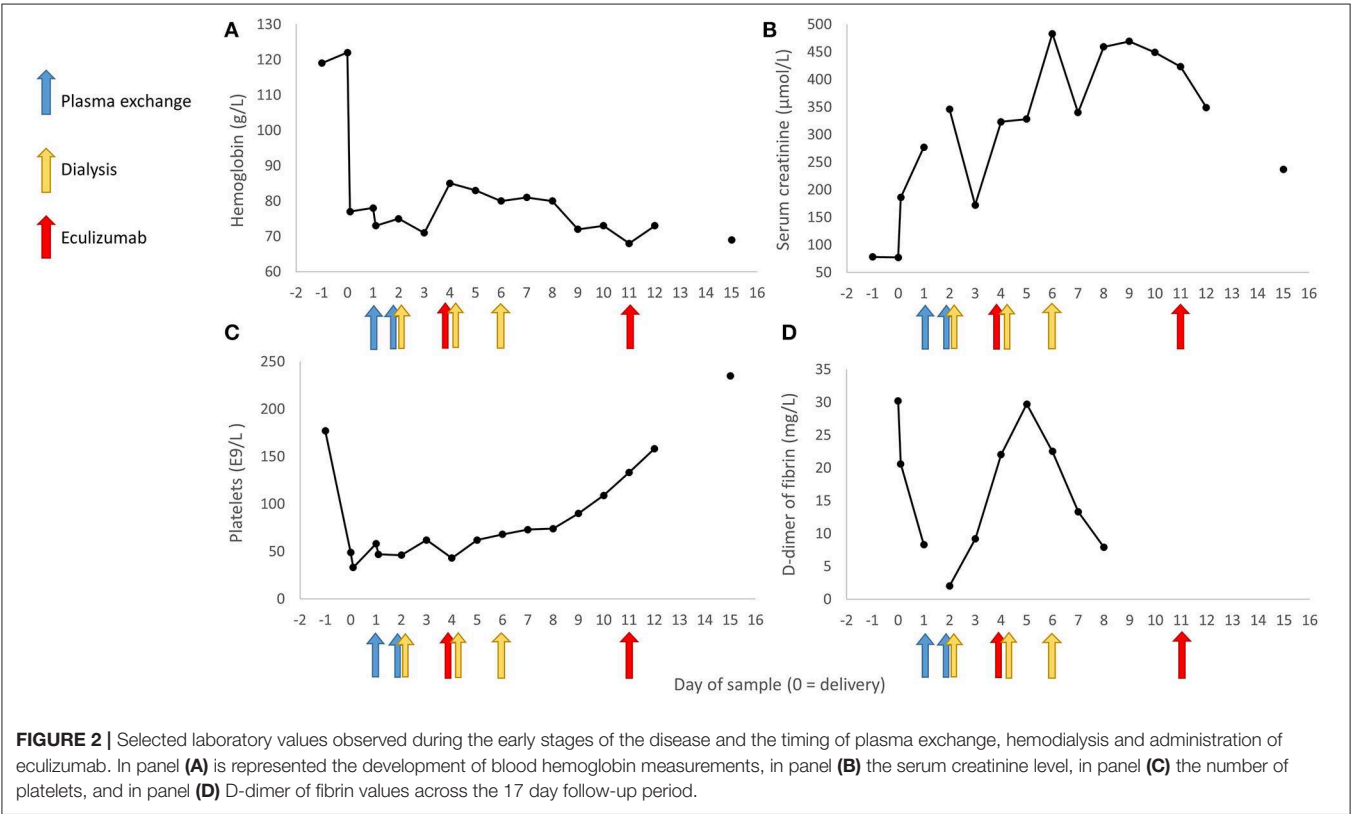 Plasma exchange
Dialysis
Eculizumab
A
Hemoglobin (g/L)
130
120
110
100
90
80
70
60
-2 -1 0 1 2 3 4 5 6 7 8 9 10 11 12 13 14 15 16
B
Serum creatinine (µmol/L)
500
450
400
350
300
250
200
150
100
50
-2 -1 0 1 2 3 4 5 6 7 8 9 10 11 12 13 14 15 16
C
Platelets (E9/L )
250
200
150
100
50
0
-2 -1 0 1 2 3 4 5 6 7 8 9 10 11 12 13 14 15 16
D
D-dimer of fibrin (mg/L)
35
30
25
20
15
10
5
0
-2 -1 0 1 2 3 4 5 6 7 8 9 10 11 12 13 14 15 16
Day of sample (0 = delivery)
FIGURE 2 | Selected laboratory values observed during the early stages of the disease and the timing of plasma exchange, hemodialysis and administration of
eculizumab. In panel (A) is represented the development of blood hemoglobin measurements, in panel (B) the serum creatinine level, in panel (C) the number of
platelets, and in panel (D) D-dimer of fibrin values across the 17 day follow-up period.